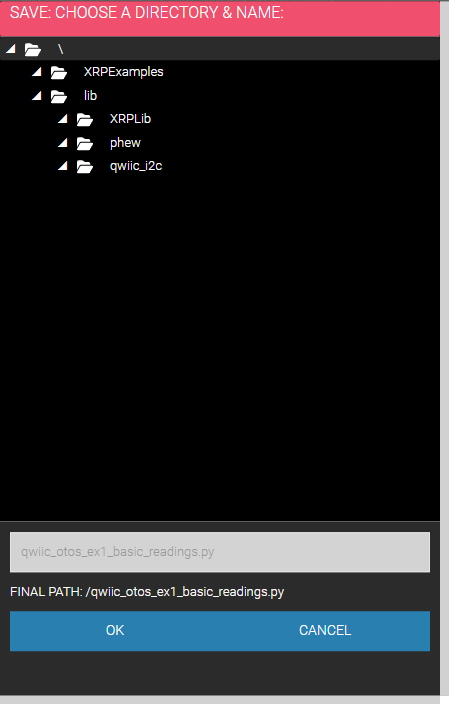 SAVE: CHOOSE A DIRECTORY & NAME:
\
XRPExamples
lib
XRPLib
phew
qwiic_i2c
qwiic_otos_ex1_basic_readings.py
FINAL PATH: /qwiic_otos_ex1_basic_readings.py
OK CANCEL